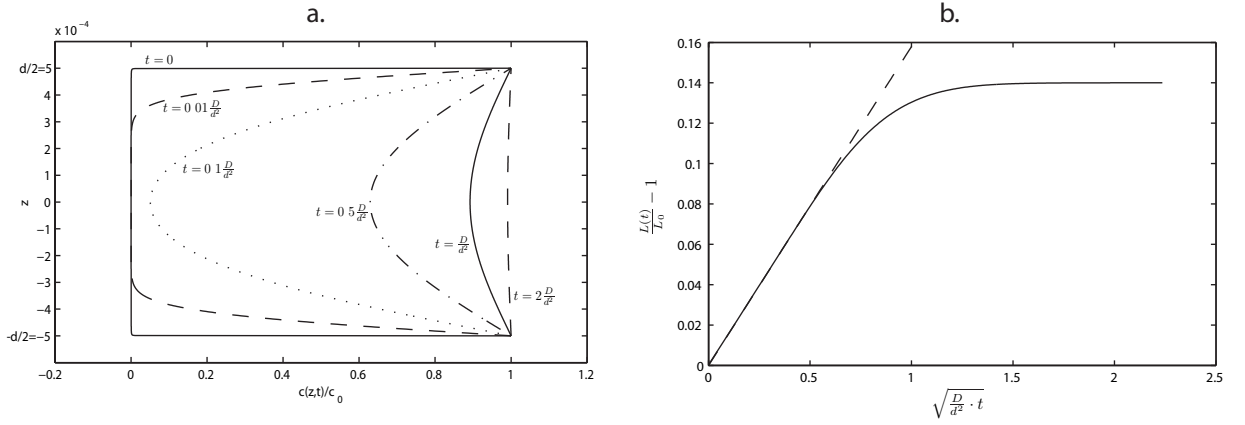 a.
x 10⁻⁴
d/2=5
4
3
2
1
0
−1
−2
−3
−4
-d/2=−5
z
t = 0
t = 0 01 D/d²
t = 0 1 D/d²
t = 0 5 D/d²
t = D/d²
t = 2 D/d²
−0.2
0
0.2
0.4
0.6
0.8
1
1.2
c(z,t)/c₀
b.
0.16
0.14
0.12
0.1
0.08
0.06
0.04
0.02
0
L(t)/L₀ − 1
0
0.5
1
1.5
2
2.5
√(D/d² · t)